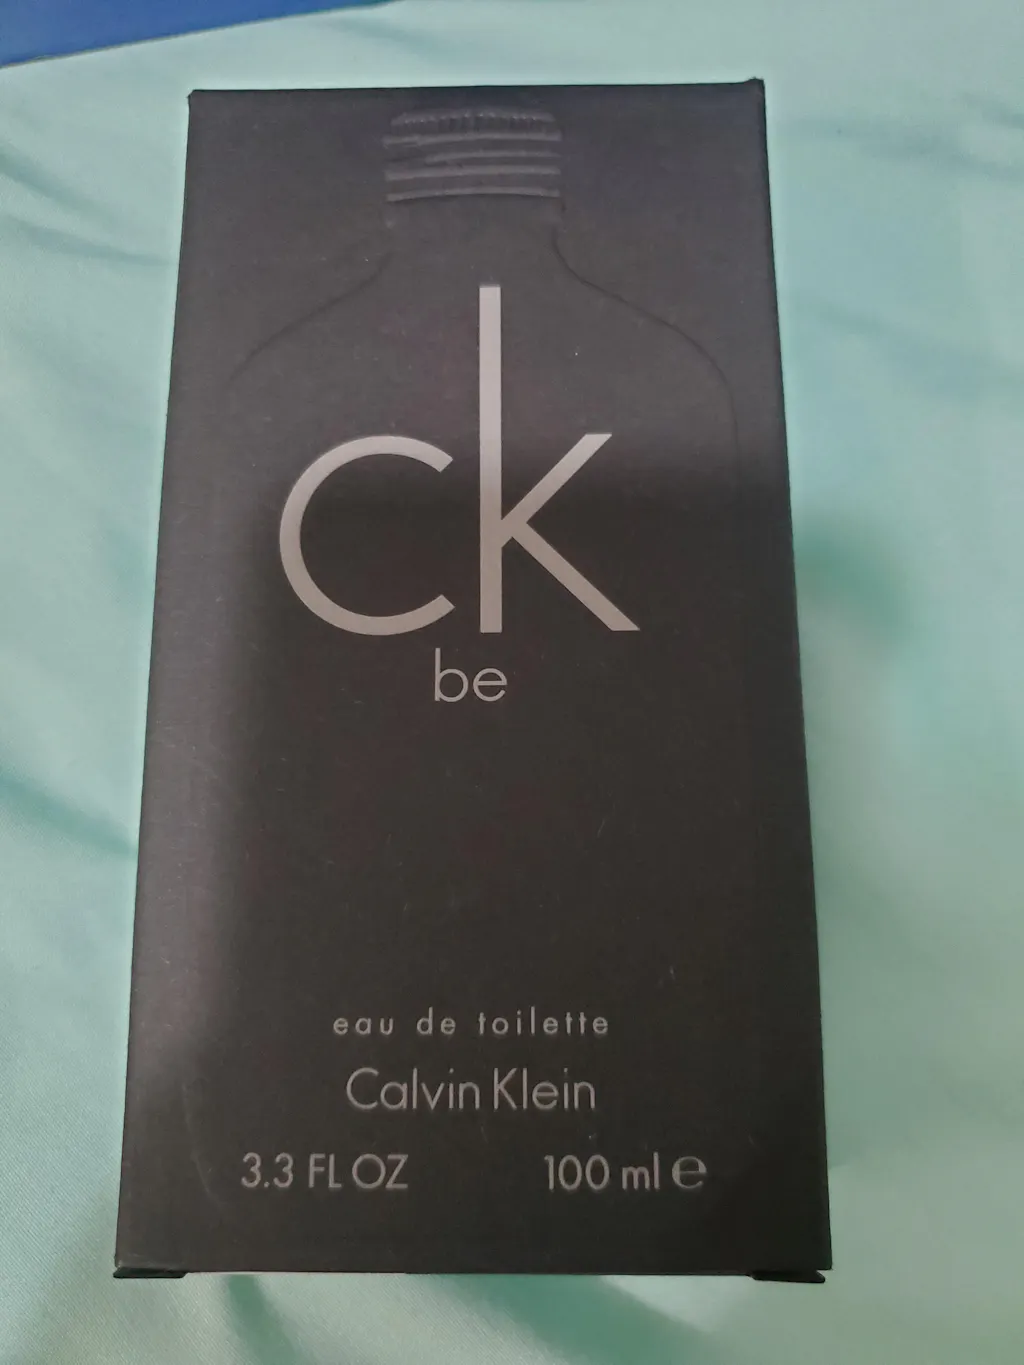 ck
be
eau de toilette
Calvin Klein
3.3 FL OZ 100 ml ℮